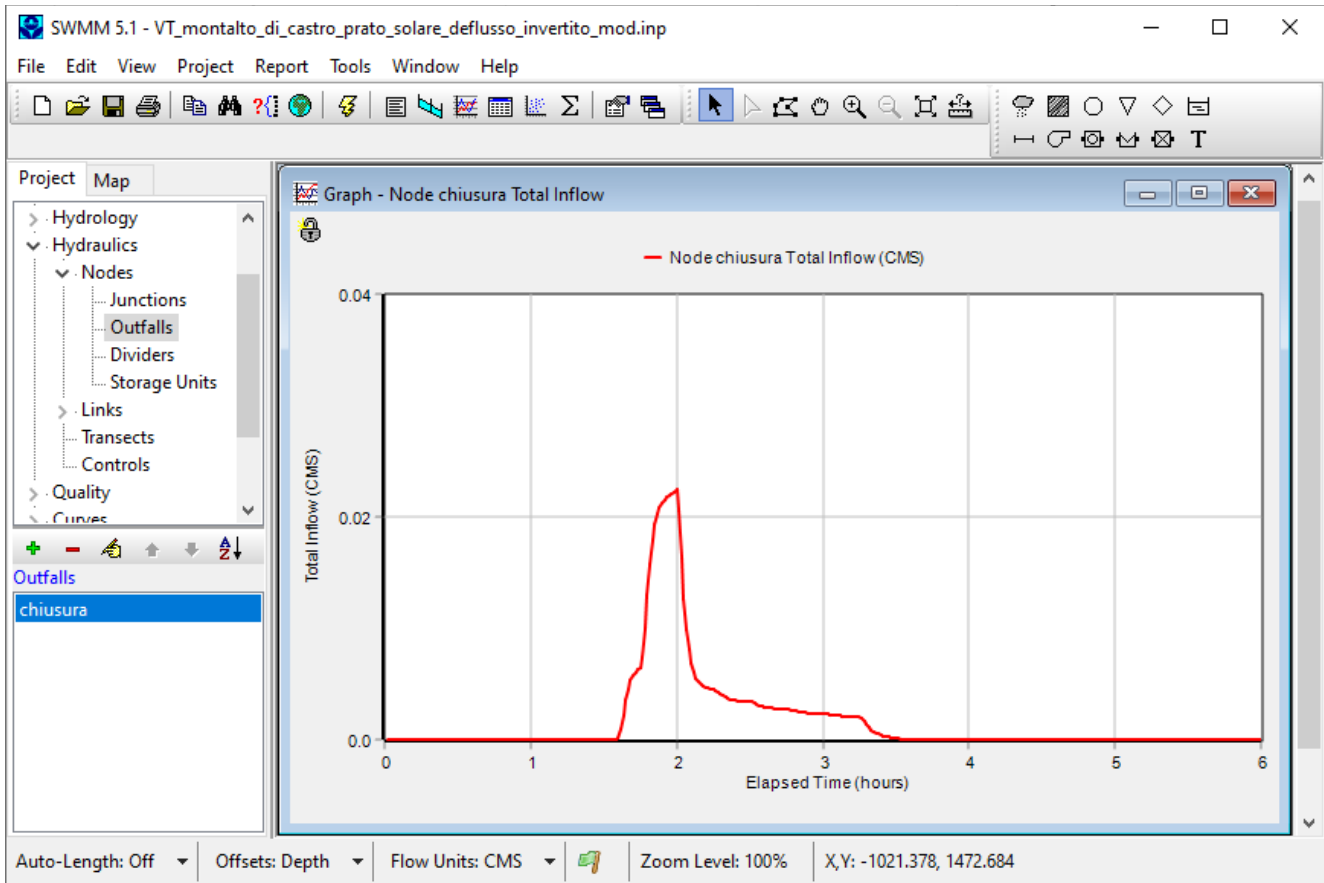 SWMM 5.1 - VT_montalto_di_castro_prato_solare_deflusso_invertito_mod.inp
File Edit View Project Report Tools Window Help
T
Project Map
Hydrology
Hydraulics
Nodes
Junctions
Outfalls
Dividers
Storage Units
Links
Transects
Controls
Quality
Curves
Outfalls
chiusura
Graph - Node chiusura Total Inflow
Node chiusura Total Inflow (CMS)
Total Inflow (CMS)
0.04
0.02
0.0
0 1 2 3 4 5 6
Elapsed Time (hours)
Auto-Length: Off Offsets: Depth Flow Units: CMS Zoom Level: 100% X,Y: -1021.378, 1472.684